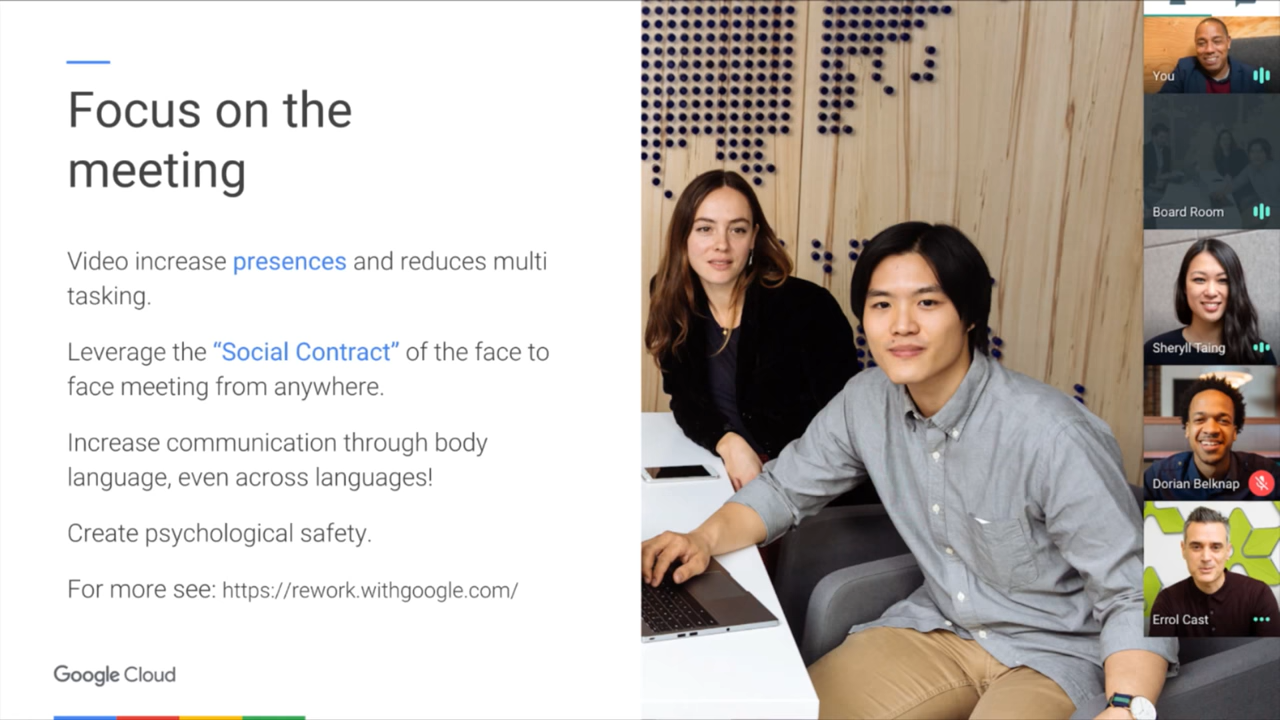 Focus on the
meeting
Video increase presences and reduces multi
tasking.
Leverage the “Social Contract” of the face to
face meeting from anywhere.
Increase communication through body
language, even across languages!
Create psychological safety.
For more see: https://rework.withgoogle.com/
Google Cloud
You
Board Room
Sheryll Taing
Dorian Belknap
Errol Cast